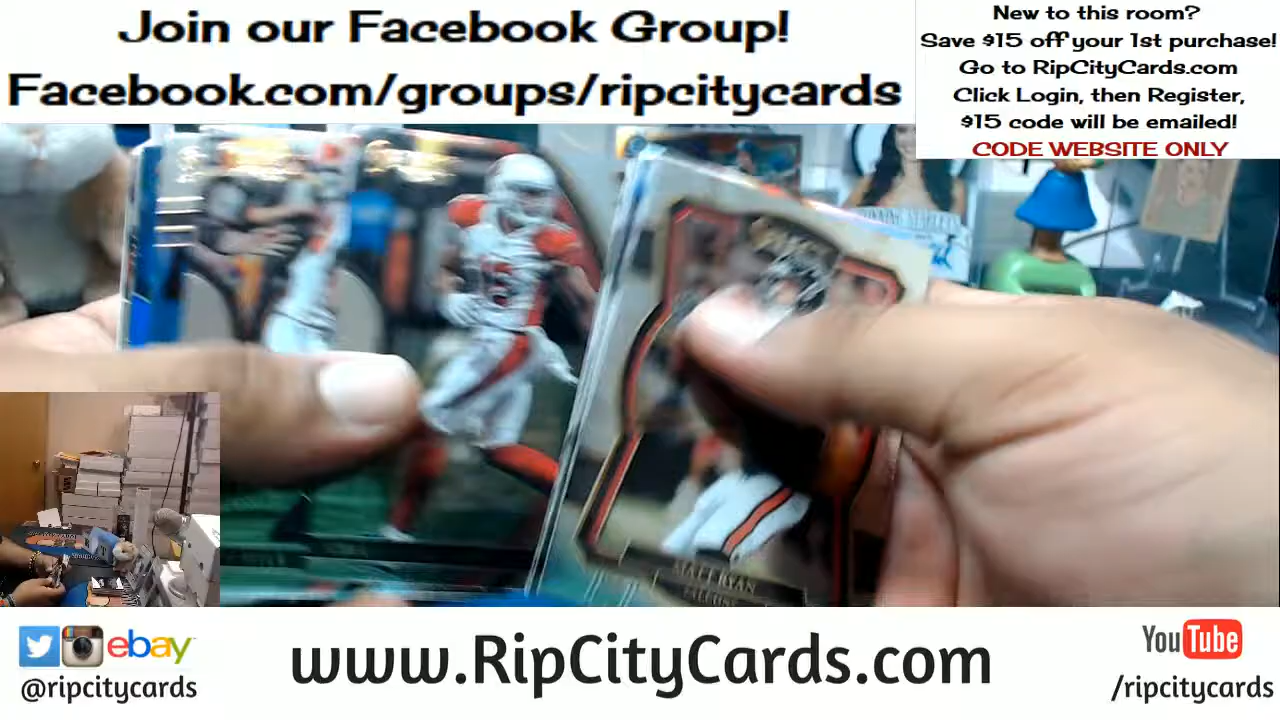 Join our Facebook Group!
Facebook.com/groups/ripcitycards
New to this room?
Save $15 off your 1st purchase!
Go to RipCityCards.com
Click Login, then Register,
$15 code will be emailed!
CODE WEBSITE ONLY
MATT RYAN
ebay
@ripcitycards
www.RipCityCards.com
YouTube
/ripcitycards